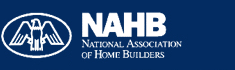 NAHB
NATIONAL ASSOCIATION
OF HOME BUILDERS